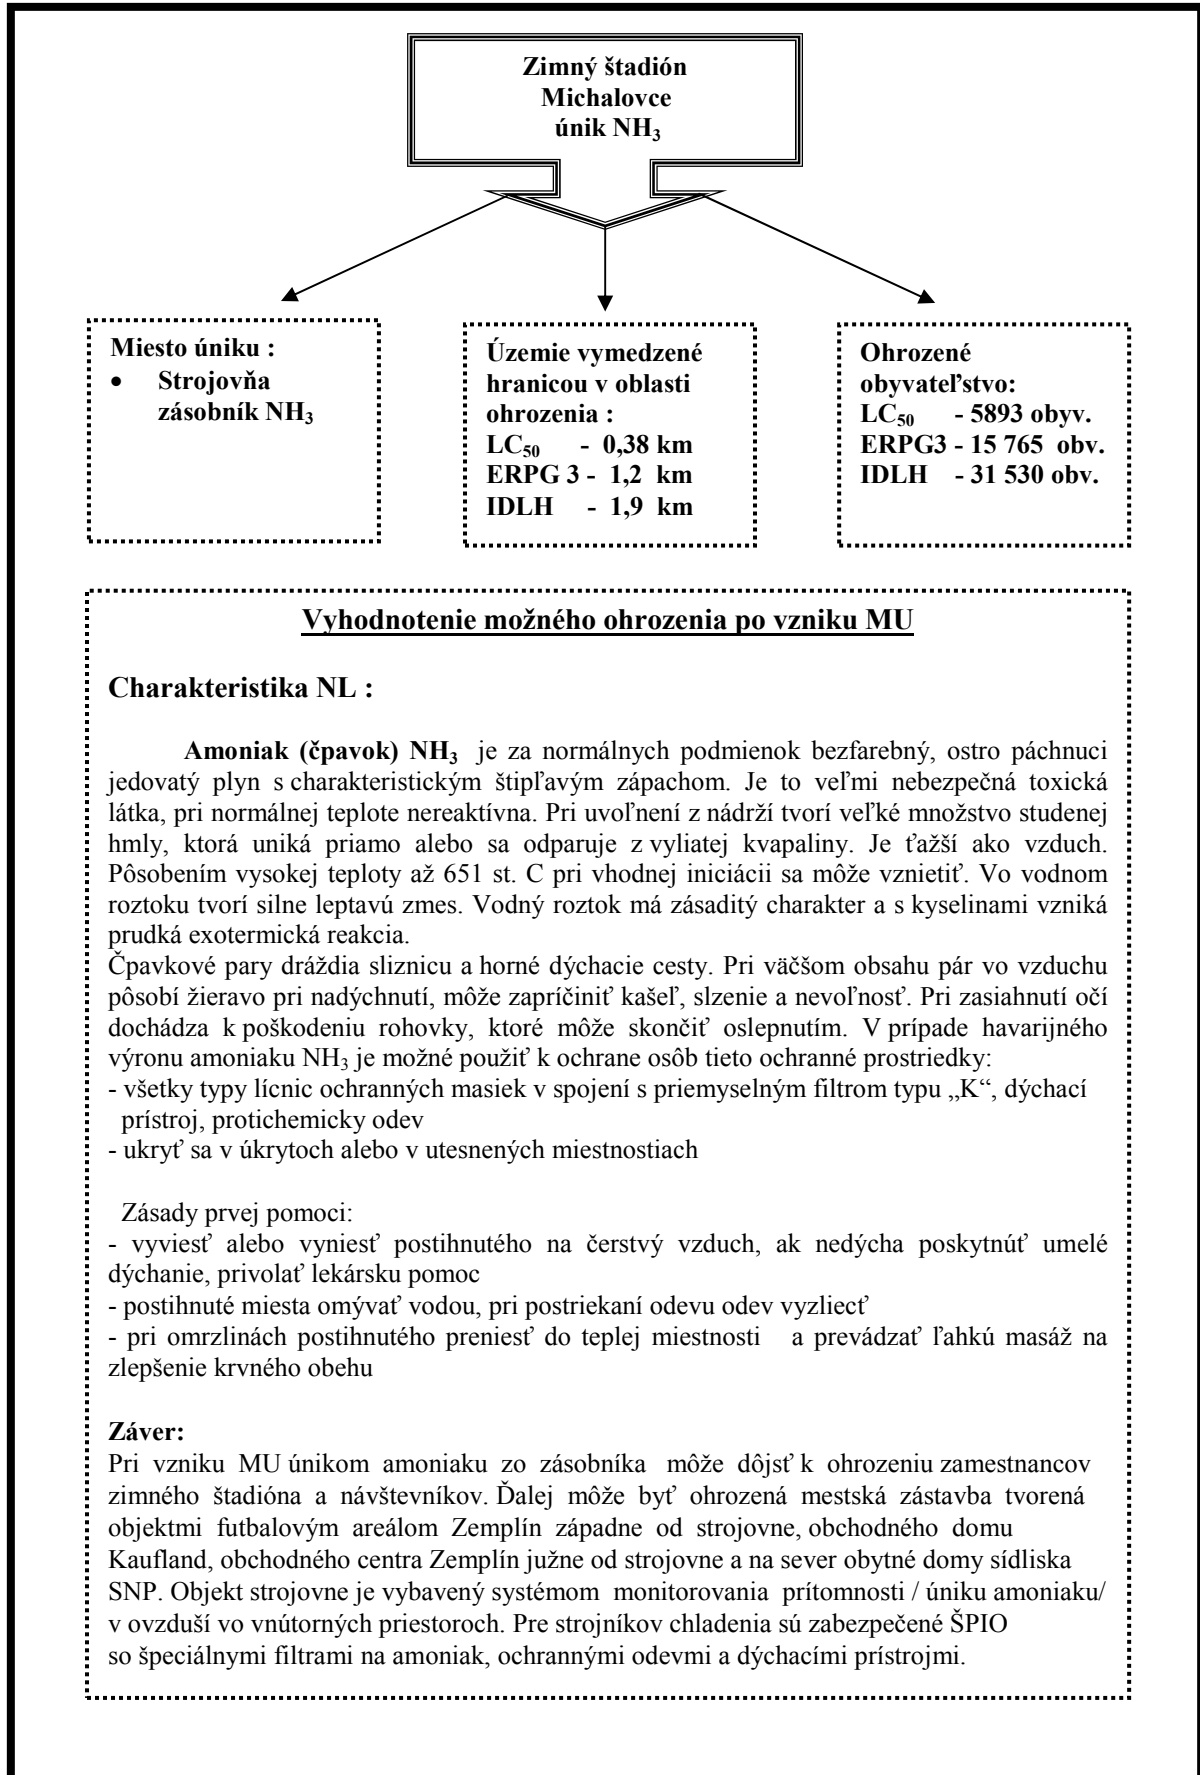 Zimný štadión
Michalovce
únik NH₃
Miesto úniku :
• Strojovňa
zásobník NH₃
Územie vymedzené
hranicou v oblasti
ohrozenia :
LC₅₀ - 0,38 km
ERPG 3 - 1,2 km
IDLH - 1,9 km
Ohrozené
obyvateľstvo:
LC₅₀ - 5893 obyv.
ERPG3 - 15 765 obv.
IDLH - 31 530 obv.
Vyhodnotenie možného ohrozenia po vzniku MU
Charakteristika NL :
Amoniak (čpavok) NH₃ je za normálnych podmienok bezfarebný, ostro páchnuci
jedovatý plyn s charakteristickým štipľavým zápachom. Je to veľmi nebezpečná toxická
látka, pri normálnej teplote nereaktívna. Pri uvoľnení z nádrží tvorí veľké množstvo studenej
hmly, ktorá uniká priamo alebo sa odparuje z vyliatej kvapaliny. Je ťažší ako vzduch.
Pôsobením vysokej teploty až 651 st. C pri vhodnej iniciácii sa môže vznietiť. Vo vodnom
roztoku tvorí silne leptavú zmes. Vodný roztok má zásaditý charakter a s kyselinami vzniká
prudká exotermická reakcia.
Čpavkové pary dráždia sliznicu a horné dýchacie cesty. Pri väčšom obsahu pár vo vzduchu
pôsobí žieravo pri nadýchnutí, môže zapríčiniť kašeľ, slzenie a nevoľnosť. Pri zasiahnutí očí
dochádza k poškodeniu rohovky, ktoré môže skončiť oslepnutím. V prípade havarijného
výronu amoniaku NH₃ je možné použiť k ochrane osôb tieto ochranné prostriedky:
- všetky typy lícnic ochranných masiek v spojení s priemyselným filtrom typu „K“, dýchací
prístroj, protichemicky odev
- ukryť sa v úkrytoch alebo v utesnených miestnostiach
Zásady prvej pomoci:
- vyviesť alebo vyniesť postihnutého na čerstvý vzduch, ak nedýcha poskytnúť umelé
dýchanie, privolať lekársku pomoc
- postihnuté miesta omývať vodou, pri postriekaní odevu odev vyzliecť
- pri omrzlinách postihnutého preniesť do teplej miestnosti a prevádzať ľahkú masáž na
zlepšenie krvného obehu
Záver:
Pri vzniku MU únikom amoniaku zo zásobníka môže dôjsť k ohrozeniu zamestnancov
zimného štadióna a návštevníkov. Ďalej môže byť ohrozená mestská zástavba tvorená
objektmi futbalovým areálom Zemplín západne od strojovne, obchodného domu
Kaufland, obchodného centra Zemplín južne od strojovne a na sever obytné domy sídliska
SNP. Objekt strojovne je vybavený systémom monitorovania prítomnosti / úniku amoniaku/
v ovzduší vo vnútorných priestoroch. Pre strojníkov chladenia sú zabezpečené ŠPIO
so špeciálnymi filtrami na amoniak, ochrannými odevmi a dýchacími prístrojmi.